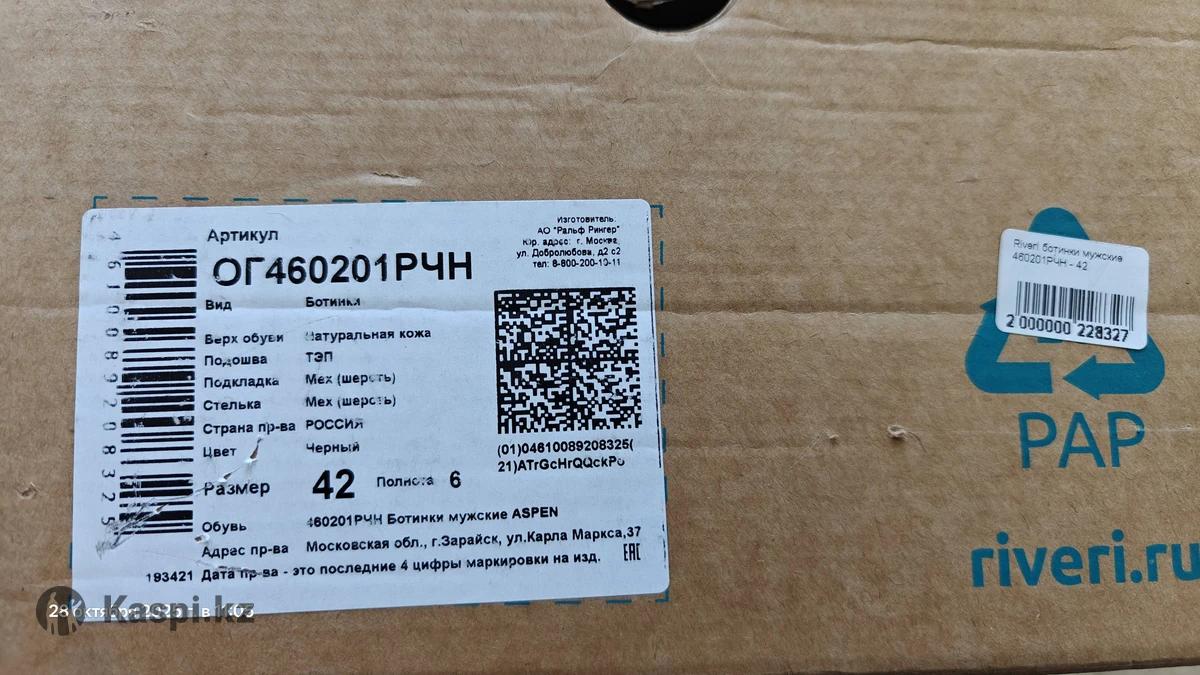 Артикул
ОГ460201РЧН
Изготовитель:
АО "Ральф Рингер"
Юр. адрес: г. Москва,
ул. Добролюбова, д2 с2
тел: 8-800-200-10-11
Вид Ботинки
Верх обуви Натуральная кожа
Подошва ТЭП
Подкладка Мех (шерсть)
Стелька Мех (шерсть)
Страна пр-ва РОССИЯ
Цвет Черный
Размер 42 Полнота 6
(01)04610089208325(
21)ATrGcHrQQckPo
Обувь 460201РЧН Ботинки мужские ASPEN
Адрес пр-ва Московская обл., г.Зарайск, ул.Карла Маркса,37
193421 Дата пр-ва - это последние 4 цифры маркировки на изд.
EAC
4610089208325
Riveri ботинки мужские
460201РЧН - 42
2 000000 228327
PAP
riveri.ru
28 октября
Kaspi.kz